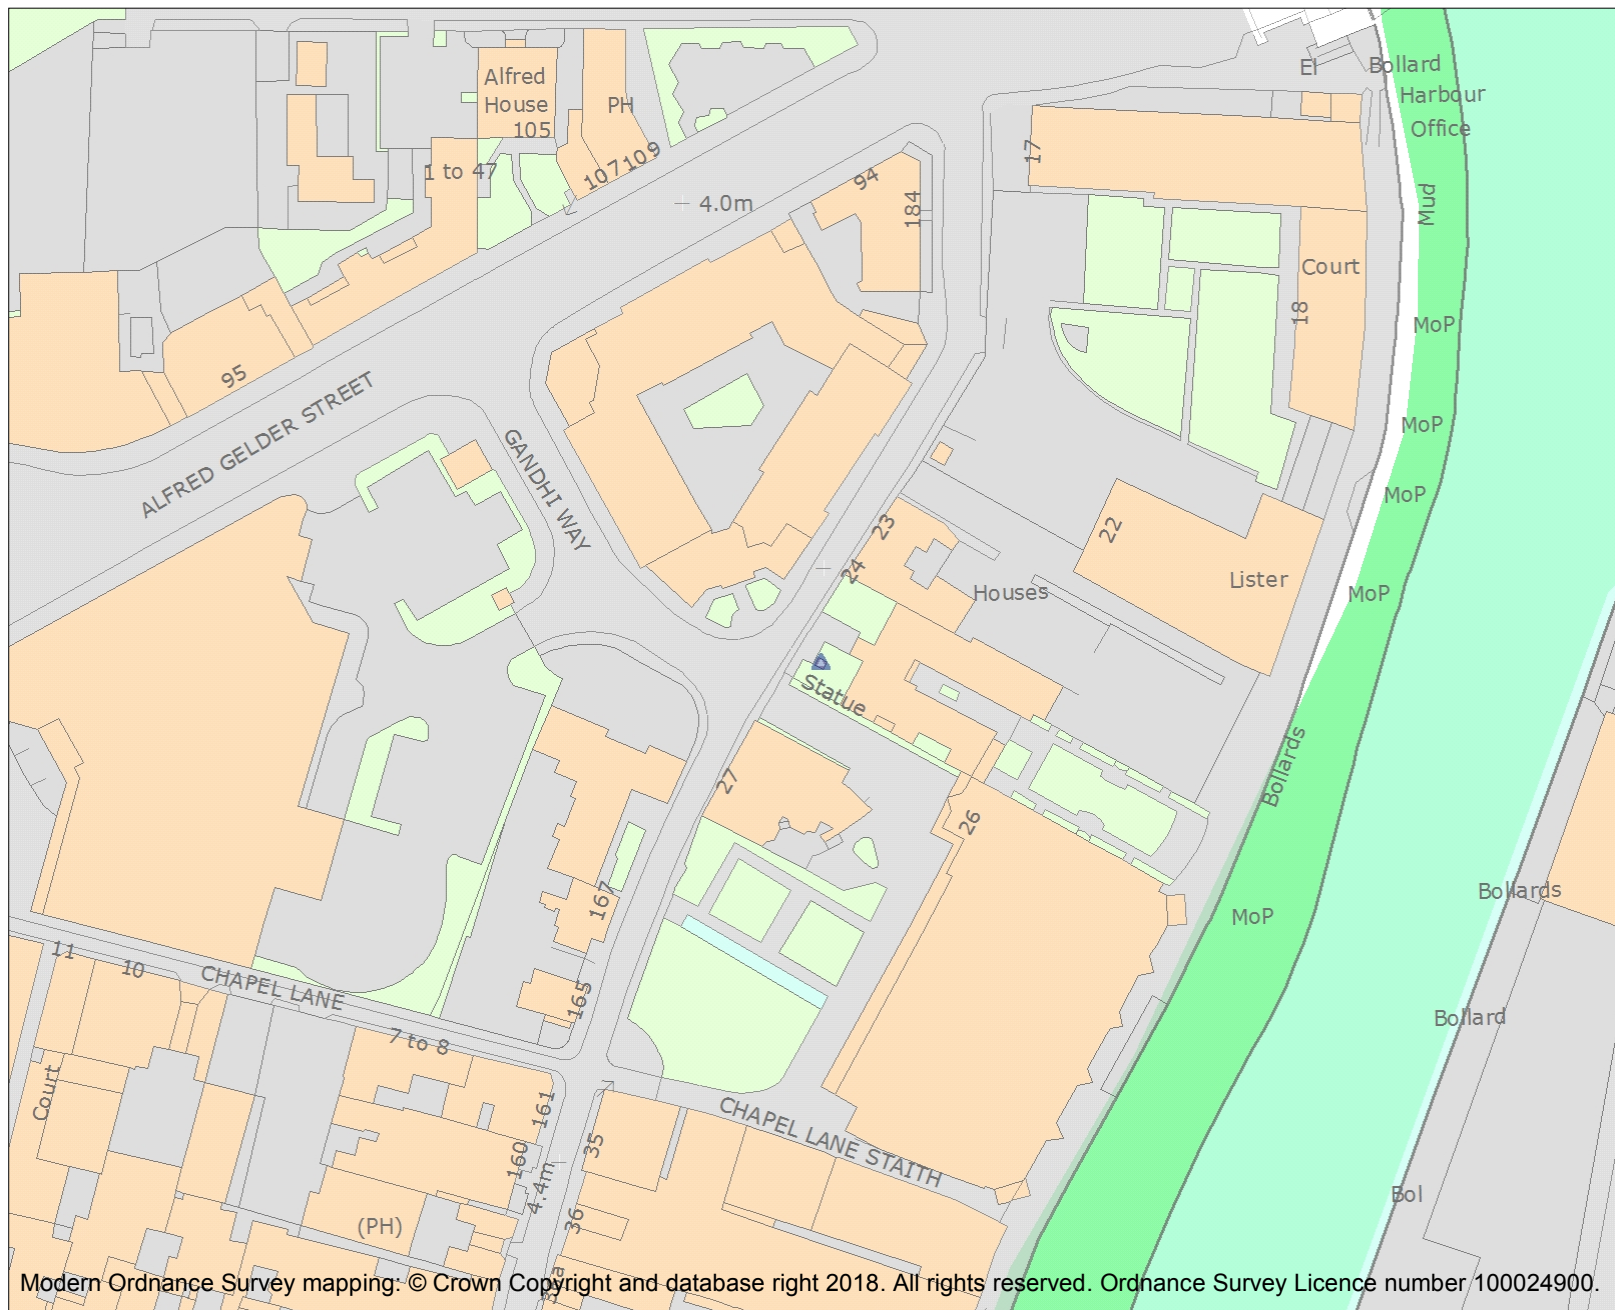 Alfred
House
105
PH
107
109
1 to 47
94
4.0m
184
17
El
Bollard
Harbour
Office
Mud
Court
18
MoP
95
ALFRED GELDER STREET
GANDHI WAY
MoP
MoP
23
22
24
Houses
Lister
MoP
Statue
27
Bollards
26
167
MoP
Bollards
11
10
CHAPEL LANE
165
Bollard
7 to 8
Court
161
CHAPEL LANE STAITH
160
35
4.4m
Bol
36
(PH)
Modern Ordnance Survey mapping: © Crown Copyright and database right 2018. All rights reserved. Ordnance Survey Licence number 100024900.